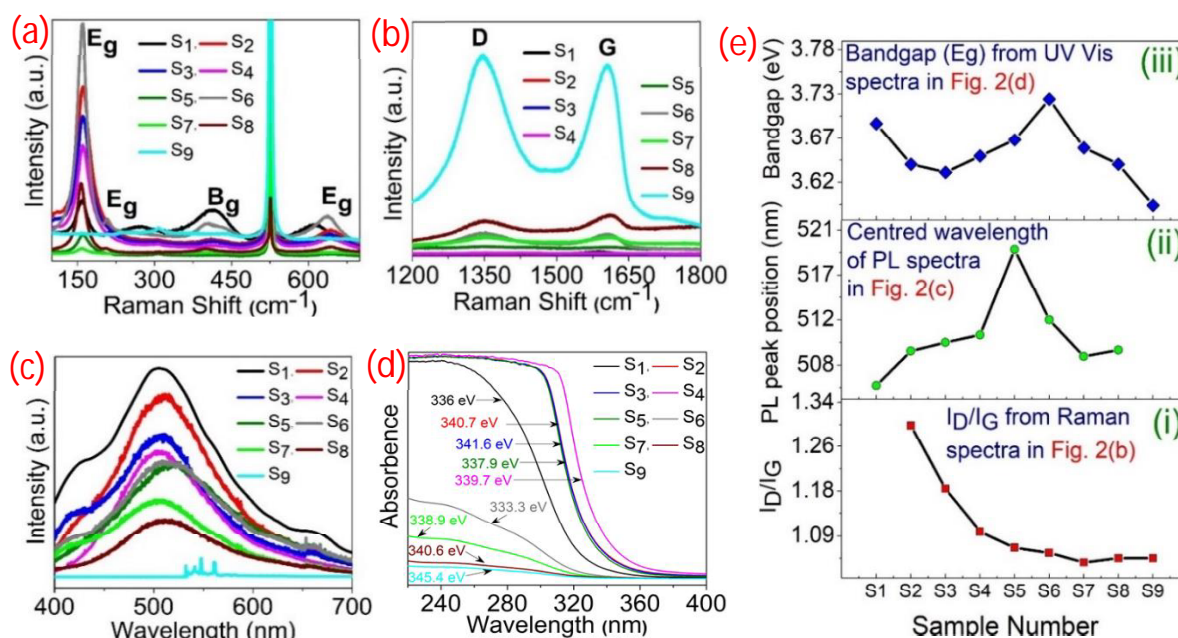 (a)
Eg
Eg
Bg
Eg
S1, S2
S3, S4
S5, S6
S7, S8
S9
Intensity (a.u.)
150 300 450 600
Raman Shift (cm-1)
(b)
D
G
S1
S2
S3
S4
S5
S6
S7
S8
S9
Intensity (a.u.)
1200 1350 1500 1650 1800
Raman Shift (cm-1)
(c)
S1, S2
S3, S4
S5, S6
S7, S8
S9
Intensity (a.u.)
400 500 600 700
Wavelength (nm)
(d)
S1, S2
S3, S4
S5, S6
S7, S8
S9
336 eV
340.7 eV
341.6 eV
337.9 eV
339.7 eV
333.3 eV
338.9 eV
340.6 eV
345.4 eV
Absorbence
240 280 320 360 400
Wavelength (nm)
(e)
Bandgap (Eg) from UV Vis
spectra in Fig. 2(d)
(iii)
Bandgap (eV)
3.78
3.73
3.67
3.62
Centred wavelength
of PL spectra
in Fig. 2(c)
(ii)
PL peak position (nm)
521
517
512
508
ID/IG from Raman
spectra in Fig. 2(b)
(i)
ID/IG
1.34
1.26
1.18
1.09
S1 S2 S3 S4 S5 S6 S7 S8 S9
Sample Number